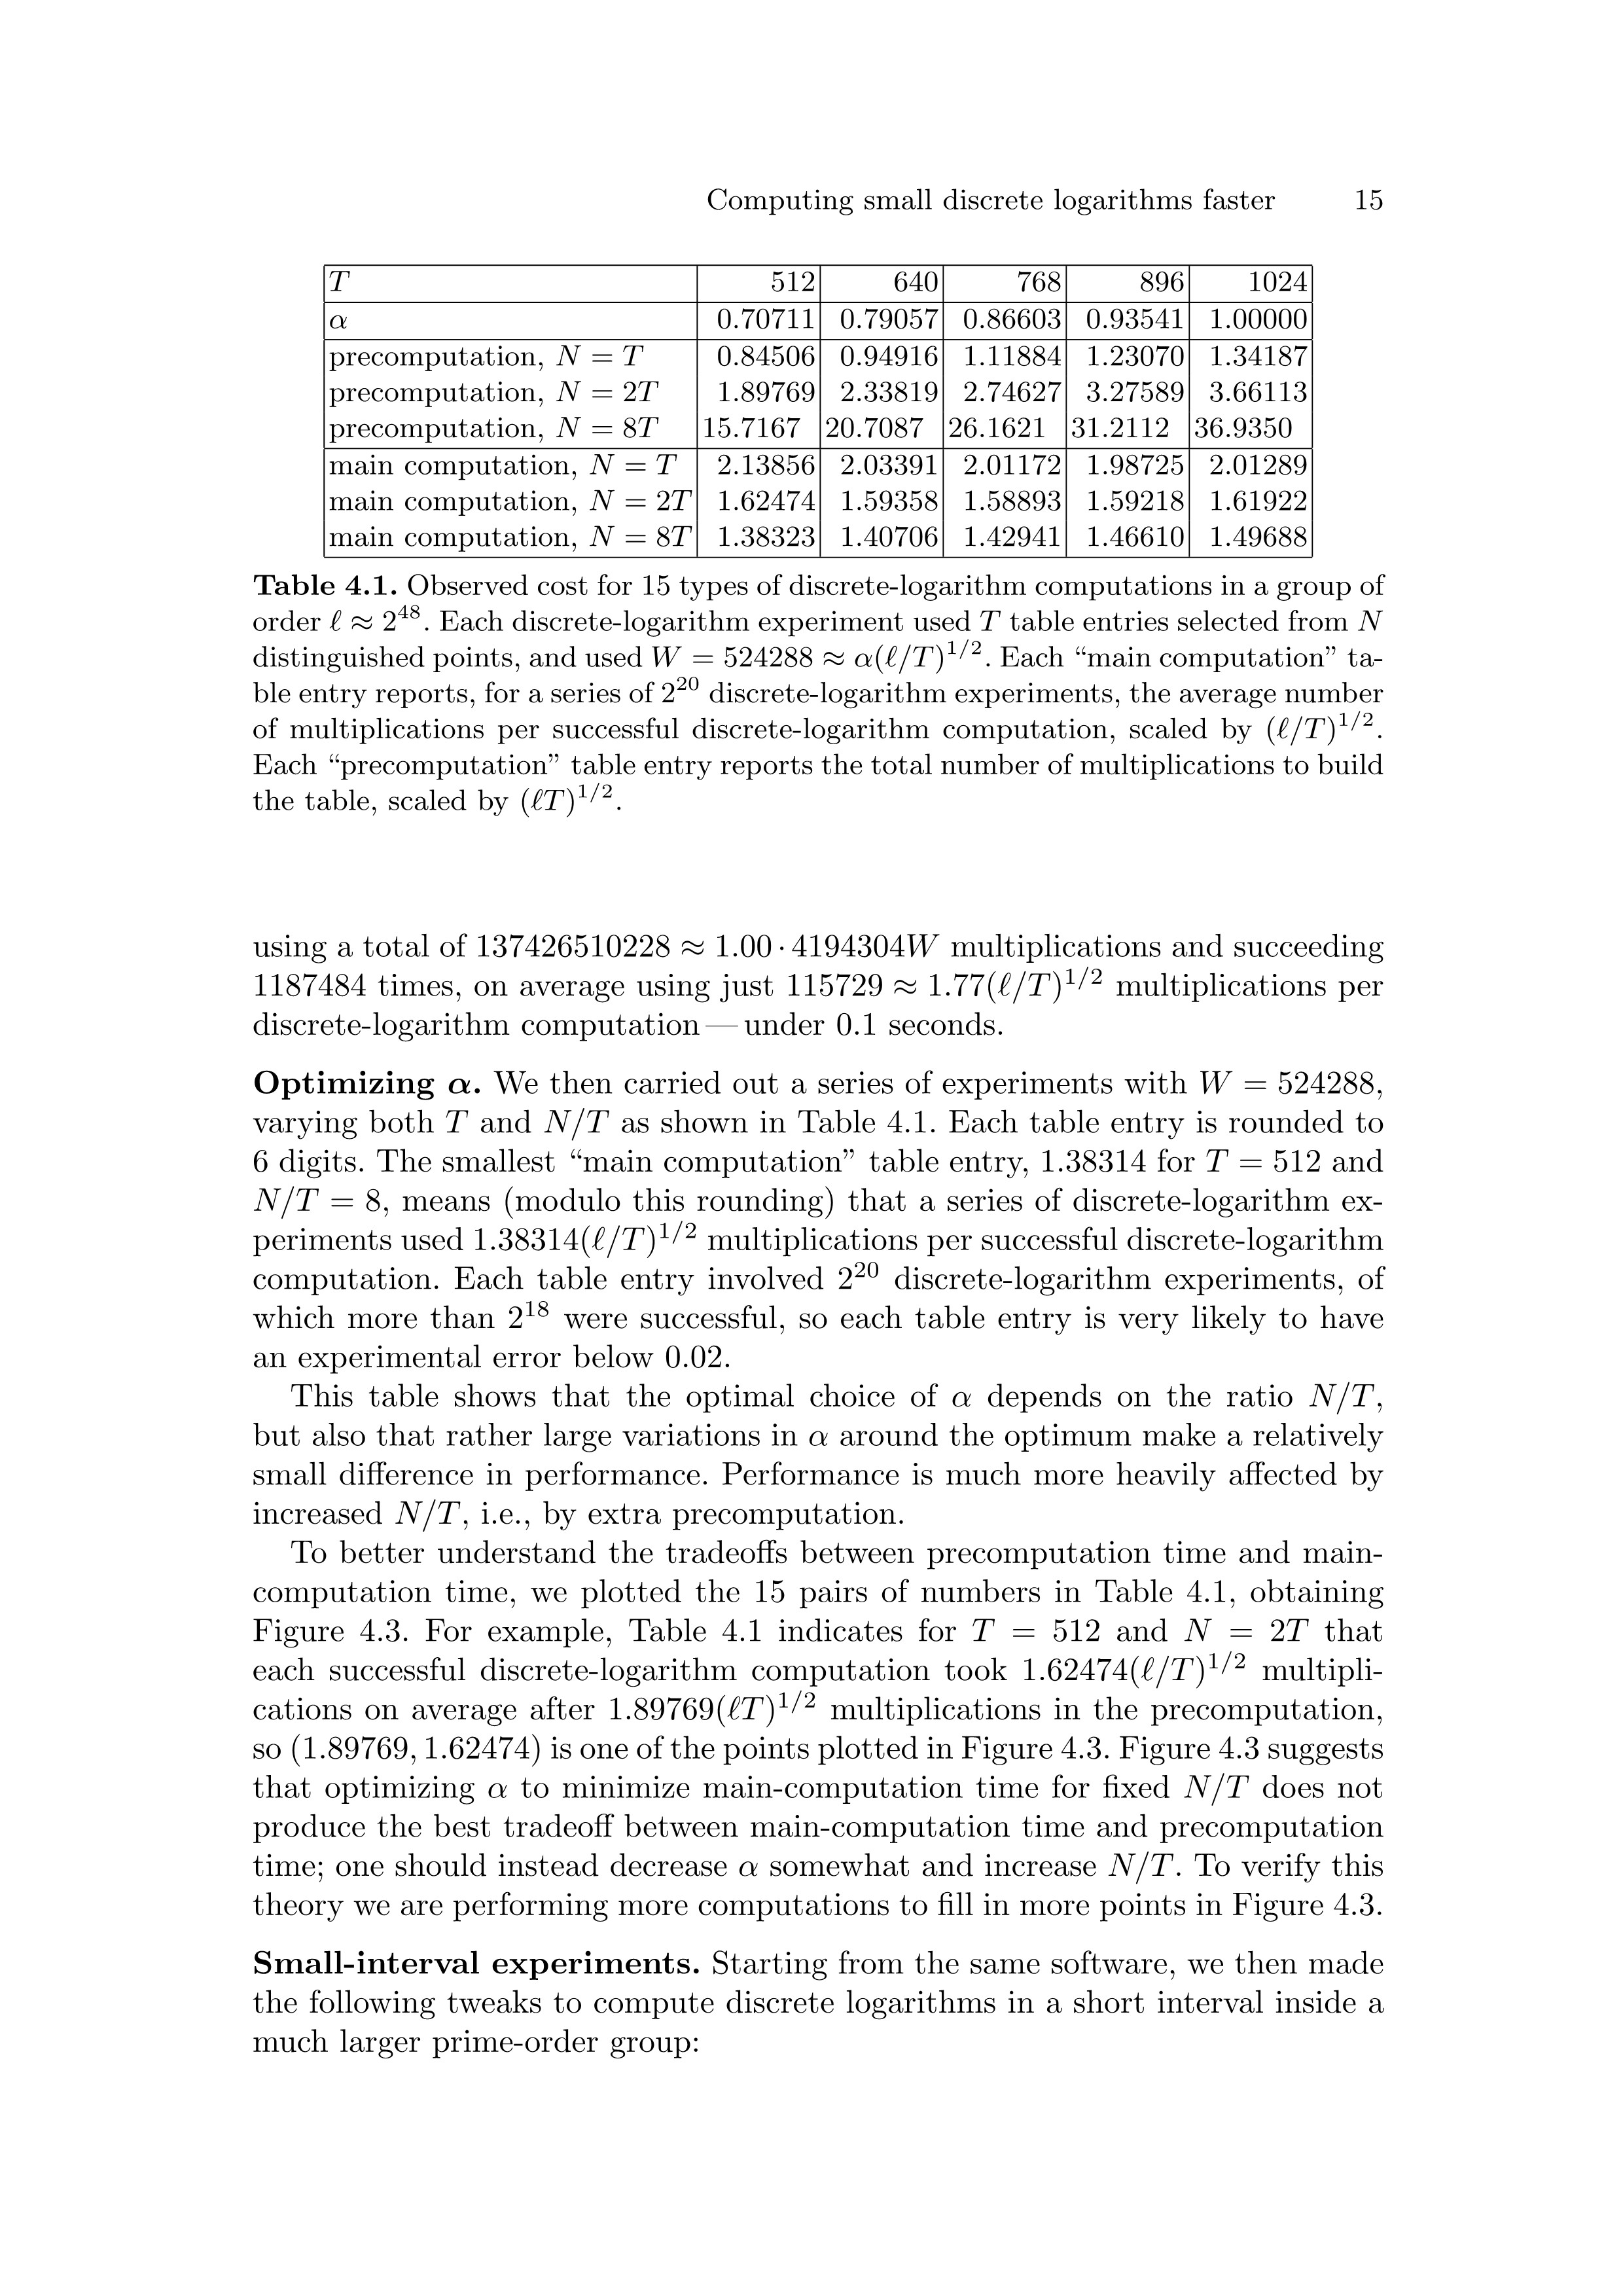 Computing small discrete logarithms faster 15
T 512 640 768 896 1024
α 0.70711 0.79057 0.86603 0.93541 1.00000
precomputation, N = T 0.84506 0.94916 1.11884 1.23070 1.34187
precomputation, N = 2T 1.89769 2.33819 2.74627 3.27589 3.66113
precomputation, N = 8T 15.7167 20.7087 26.1621 31.2112 36.9350
main computation, N = T 2.13856 2.03391 2.01172 1.98725 2.01289
main computation, N = 2T 1.62474 1.59358 1.58893 1.59218 1.61922
main computation, N = 8T 1.38323 1.40706 1.42941 1.46610 1.49688
Table 4.1. Observed cost for 15 types of discrete-logarithm computations in a group of
order ℓ ≈ 2^48. Each discrete-logarithm experiment used T table entries selected from N
distinguished points, and used W = 524288 ≈ α(ℓ/T)^1/2. Each “main computation” ta-
ble entry reports, for a series of 2^20 discrete-logarithm experiments, the average number
of multiplications per successful discrete-logarithm computation, scaled by (ℓ/T)^1/2.
Each “precomputation” table entry reports the total number of multiplications to build
the table, scaled by (ℓT)^1/2.
using a total of 137426510228 ≈ 1.00 · 4194304W multiplications and succeeding
1187484 times, on average using just 115729 ≈ 1.77(ℓ/T)^1/2 multiplications per
discrete-logarithm computation — under 0.1 seconds.
Optimizing α. We then carried out a series of experiments with W = 524288,
varying both T and N/T as shown in Table 4.1. Each table entry is rounded to
6 digits. The smallest “main computation” table entry, 1.38314 for T = 512 and
N/T = 8, means (modulo this rounding) that a series of discrete-logarithm ex-
periments used 1.38314(ℓ/T)^1/2 multiplications per successful discrete-logarithm
computation. Each table entry involved 2^20 discrete-logarithm experiments, of
which more than 2^18 were successful, so each table entry is very likely to have
an experimental error below 0.02.
This table shows that the optimal choice of α depends on the ratio N/T,
but also that rather large variations in α around the optimum make a relatively
small difference in performance. Performance is much more heavily affected by
increased N/T, i.e., by extra precomputation.
To better understand the tradeoffs between precomputation time and main-
computation time, we plotted the 15 pairs of numbers in Table 4.1, obtaining
Figure 4.3. For example, Table 4.1 indicates for T = 512 and N = 2T that
each successful discrete-logarithm computation took 1.62474(ℓ/T)^1/2 multipli-
cations on average after 1.89769(ℓT)^1/2 multiplications in the precomputation,
so (1.89769, 1.62474) is one of the points plotted in Figure 4.3. Figure 4.3 suggests
that optimizing α to minimize main-computation time for fixed N/T does not
produce the best tradeoff between main-computation time and precomputation
time; one should instead decrease α somewhat and increase N/T. To verify this
theory we are performing more computations to fill in more points in Figure 4.3.
Small-interval experiments. Starting from the same software, we then made
the following tweaks to compute discrete logarithms in a short interval inside a
much larger prime-order group: